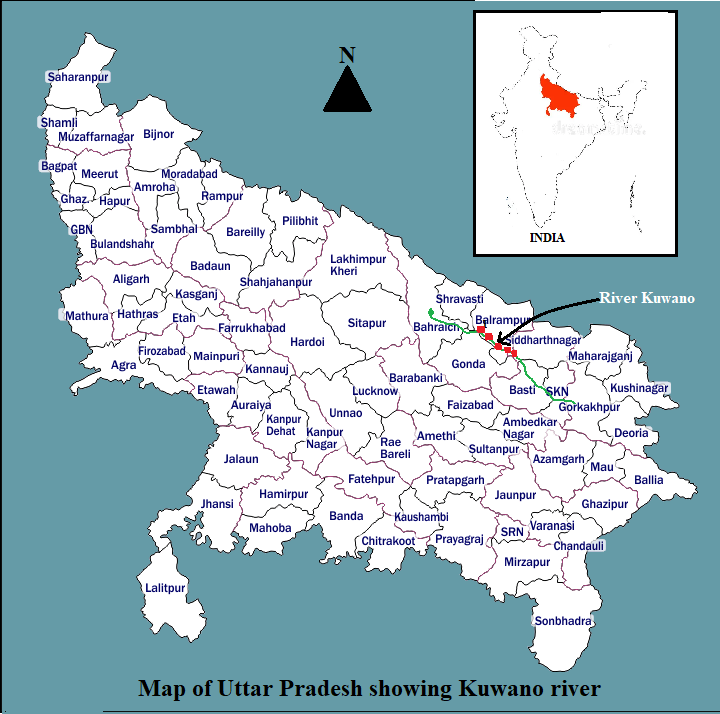 N
INDIA
River Kuwano
Saharanpur
Shamli
Muzaffarnagar
Bijnor
Bagpat
Meerut
Moradabad
Amroha
Rampur
Ghaz.
Hapur
Pilibhit
GBN
Sambhal
Bareilly
Bulandshahr
Lakhimpur
Kheri
Badaun
Aligarh
Shahjahanpur
Kasganj
Shravasti
Mathura
Hathras
Etah
Farrukhabad
Sitapur
Bahraich
Balrampur
Hardoi
Siddharthnagar
Firozabad
Mainpuri
Maharajganj
Agra
Kannauj
Gonda
Barabanki
Etawah
Lucknow
Basti
SKN
Kushinagar
Auraiya
Faizabad
Gorkakhpur
Unnao
Kanpur
Dehat
Kanpur
Nagar
Ambedkar
Nagar
Deoria
Rae
Bareli
Amethi
Sultanpur
Jalaun
Azamgarh
Mau
Fatehpur
Pratapgarh
Ballia
Hamirpur
Jaunpur
Jhansi
Ghazipur
Banda
Kaushambi
Mahoba
Varanasi
SRN
Chitrakoot
Prayagraj
Chandauli
Mirzapur
Lalitpur
Sonbhadra
Map of Uttar Pradesh showing Kuwano river